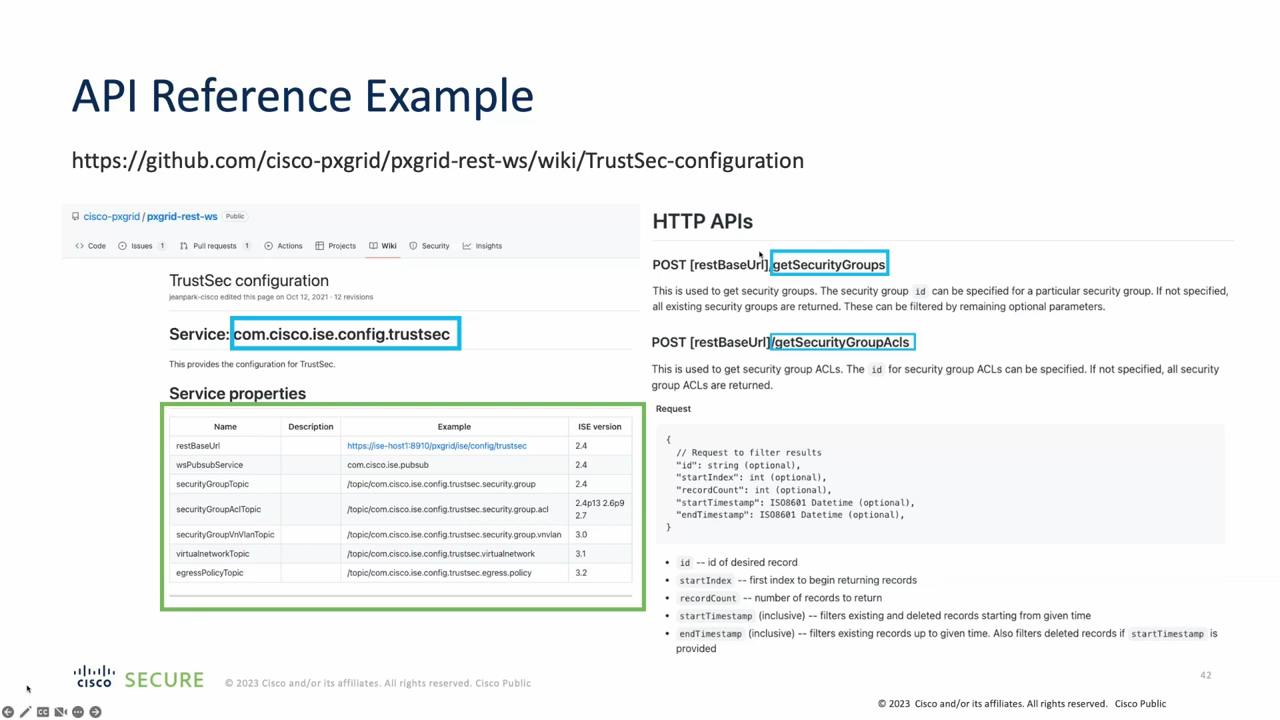 API Reference Example
https://github.com/cisco-pxgrid/pxgrid-rest-ws/wiki/TrustSec-configuration
cisco-pxgrid / pxgrid-rest-ws Public
Code Issues 1 Pull requests 1 Actions Projects Wiki Security Insights
TrustSec configuration
jeanpark-cisco edited this page on Oct 12, 2021 · 12 revisions
Service: com.cisco.ise.config.trustsec
This provides the configuration for TrustSec.
Service properties
Name Description Example ISE version
restBaseUrl https://ise-host1:8910/pxgrid/ise/config/trustsec 2.4
wsPubsubService com.cisco.ise.pubsub 2.4
securityGroupTopic /topic/com.cisco.ise.config.trustsec.security.group 2.4
securityGroupAclTopic /topic/com.cisco.ise.config.trustsec.security.group.acl 2.4p13 2.6p9
2.7
securityGroupVnVlanTopic /topic/com.cisco.ise.config.trustsec.security.group.vnvlan 3.0
virtualnetworkTopic /topic/com.cisco.ise.config.trustsec.virtualnetwork 3.1
egressPolicyTopic /topic/com.cisco.ise.config.trustsec.egress.policy 3.2
HTTP APIs
POST [restBaseUrl]/getSecurityGroups
This is used to get security groups. The security group id can be specified for a particular security group. If not specified,
all existing security groups are returned. These can be filtered by remaining optional parameters.
POST [restBaseUrl]/getSecurityGroupAcls
This is used to get security group ACLs. The id for security group ACLs can be specified. If not specified, all security
group ACLs are returned.
Request
{
// Request to filter results
"id": string (optional),
"startIndex": int (optional),
"recordCount": int (optional),
"startTimestamp": ISO8601 Datetime (optional),
"endTimestamp": ISO8601 Datetime (optional),
}
• id -- id of desired record
• startIndex -- first index to begin returning records
• recordCount -- number of records to return
• startTimestamp (inclusive) -- filters existing and deleted records starting from given time
• endTimestamp (inclusive) -- filters existing records up to given time. Also filters deleted records if startTimestamp is
provided
cisco SECURE © 2023 Cisco and/or its affiliates. All rights reserved. Cisco Public
42
© 2023 Cisco and/or its affiliates. All rights reserved. Cisco Public
CC